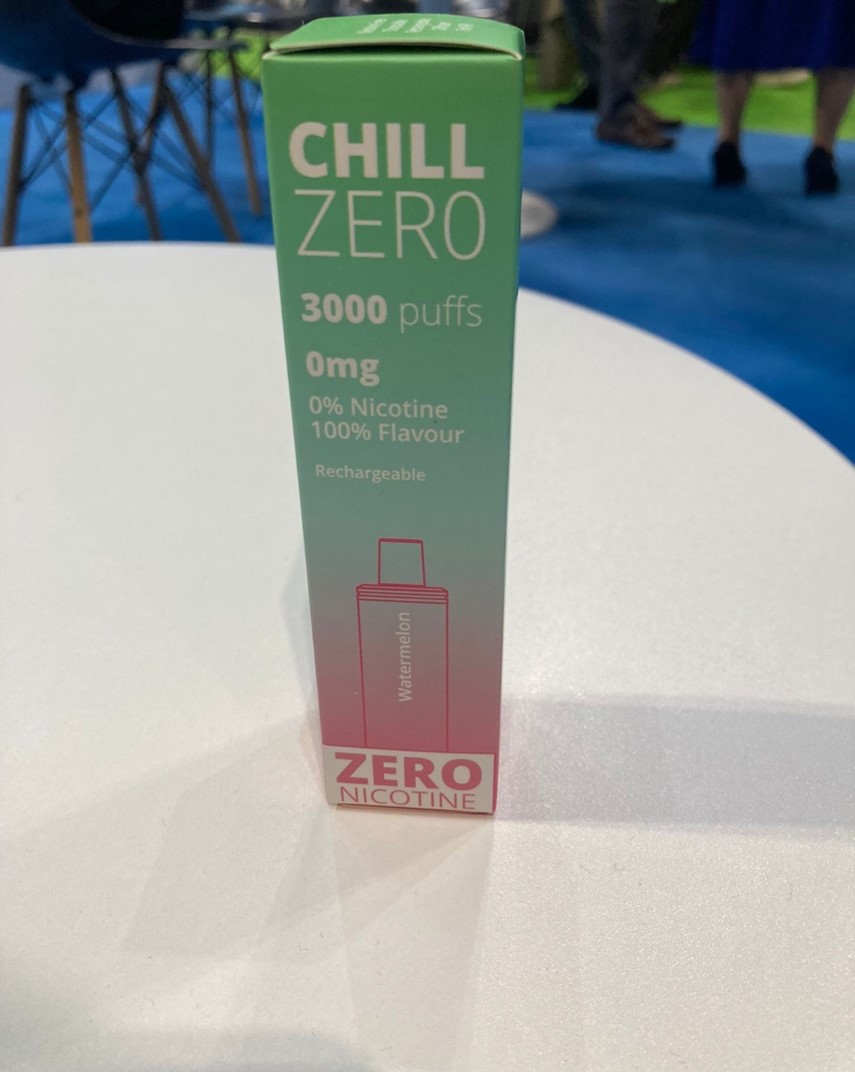 CHILL
ZERO
3000 puffs
0mg
0% Nicotine
100% Flavour
Rechargeable
Watermelon
ZERO
NICOTINE